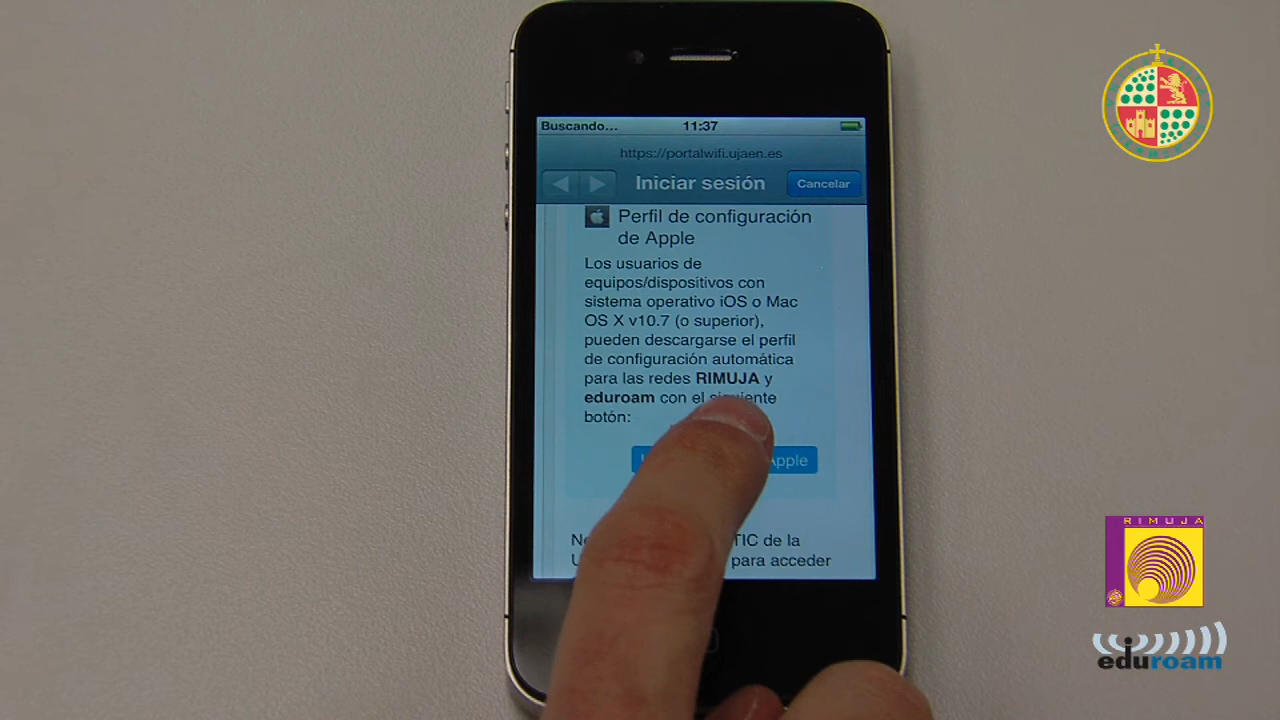 Buscando...
11:37
https://portalwifi.ujaen.es
Iniciar sesión
Cancelar
Perfil de configuración
de Apple
Los usuarios de
equipos/dispositivos con
sistema operativo iOS o Mac
OS X v10.7 (o superior),
pueden descargarse el perfil
de configuración automática
para las redes RIMUJA y
eduroam con el siguiente
botón:
Apple
TIC de la
para acceder
RIMUJA
eduroam